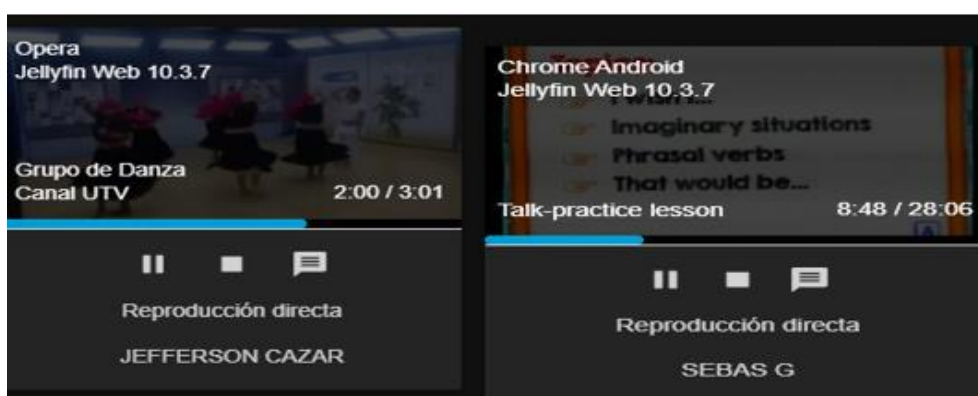 Opera
Jellyfin Web 10.3.7
Grupo de Danza
Canal UTV
2:00 / 3:01
Reproducción directa
JEFFERSON CAZAR
Chrome Android
Jellyfin Web 10.3.7
I wish I...
Imaginary situations
Phrasal verbs
That would be...
Talk-practice lesson
8:48 / 28:06
Reproducción directa
SEBAS G